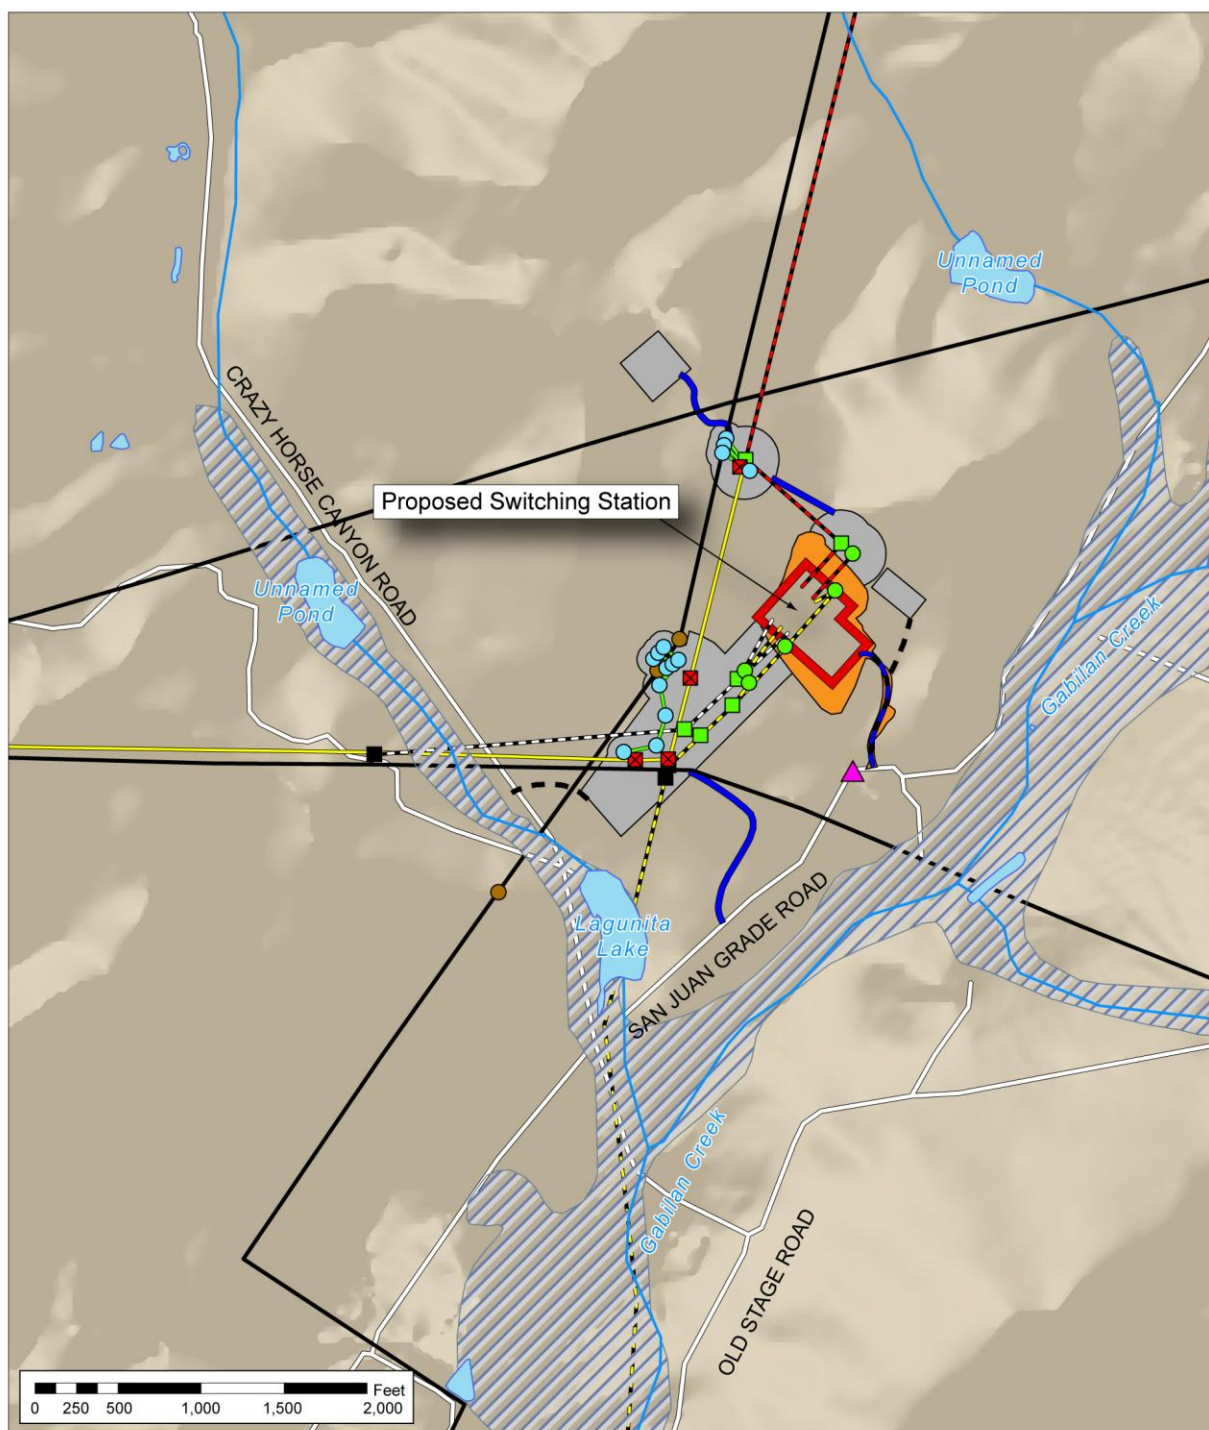 Unnamed
Pond
CRAZY HORSE CANYON ROAD
Proposed Switching Station
Unnamed
Pond
Gabilan Creek
Lagunita
Lake
SAN JUAN GRADE ROAD
Gabilan Creek
OLD STAGE ROAD
Feet
0 250 500 1,000 1,500 2,000